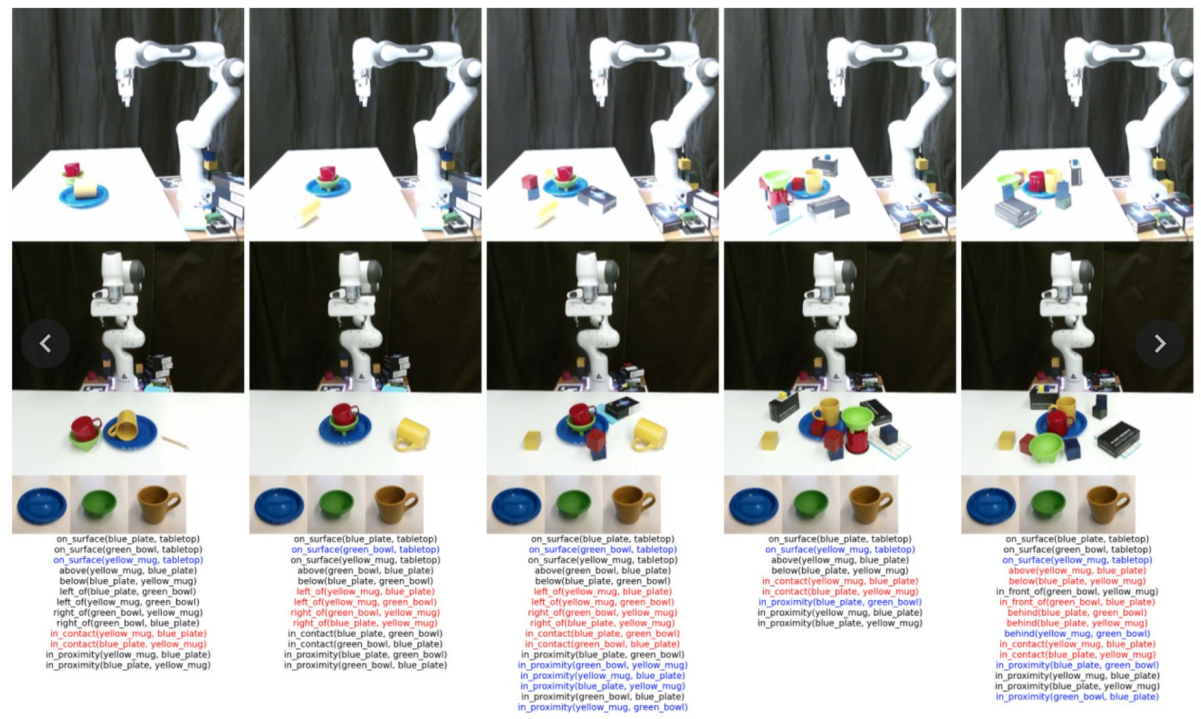 on_surface(blue_plate, tabletop)
on_surface(green_bowl, tabletop)
on_surface(yellow_mug, tabletop)
above(yellow_mug, blue_plate)
below(blue_plate, yellow_mug)
left_of(blue_plate, green_bowl)
left_of(yellow_mug, green_bowl)
right_of(green_bowl, yellow_mug)
right_of(green_bowl, blue_plate)
in_contact(yellow_mug, blue_plate)
in_contact(blue_plate, yellow_mug)
in_proximity(yellow_mug, blue_plate)
in_proximity(blue_plate, yellow_mug)
on_surface(blue_plate, tabletop)
on_surface(green_bowl, tabletop)
on_surface(yellow_mug, tabletop)
above(green_bowl, blue_plate)
below(blue_plate, green_bowl)
left_of(yellow_mug, blue_plate)
left_of(yellow_mug, green_bowl)
right_of(green_bowl, yellow_mug)
right_of(blue_plate, yellow_mug)
in_contact(blue_plate, green_bowl)
in_contact(green_bowl, blue_plate)
in_proximity(blue_plate, green_bowl)
in_proximity(green_bowl, blue_plate)
on_surface(blue_plate, tabletop)
on_surface(green_bowl, tabletop)
on_surface(yellow_mug, tabletop)
above(green_bowl, blue_plate)
below(blue_plate, green_bowl)
left_of(yellow_mug, blue_plate)
left_of(yellow_mug, green_bowl)
right_of(green_bowl, yellow_mug)
right_of(blue_plate, yellow_mug)
in_contact(blue_plate, green_bowl)
in_contact(green_bowl, blue_plate)
in_proximity(blue_plate, green_bowl)
in_proximity(green_bowl, yellow_mug)
in_proximity(yellow_mug, blue_plate)
in_proximity(blue_plate, yellow_mug)
in_proximity(green_bowl, blue_plate)
in_proximity(yellow_mug, green_bowl)
on_surface(blue_plate, tabletop)
on_surface(yellow_mug, tabletop)
above(yellow_mug, blue_plate)
below(blue_plate, yellow_mug)
in_contact(yellow_mug, blue_plate)
in_contact(blue_plate, yellow_mug)
in_proximity(blue_plate, green_bowl)
in_proximity(yellow_mug, blue_plate)
in_proximity(blue_plate, yellow_mug)
on_surface(blue_plate, tabletop)
on_surface(green_bowl, tabletop)
on_surface(yellow_mug, tabletop)
above(yellow_mug, blue_plate)
below(blue_plate, yellow_mug)
in_front_of(green_bowl, yellow_mug)
in_front_of(green_bowl, blue_plate)
behind(blue_plate, green_bowl)
behind(blue_plate, yellow_mug)
behind(yellow_mug, green_bowl)
in_contact(yellow_mug, blue_plate)
in_contact(blue_plate, yellow_mug)
in_proximity(blue_plate, green_bowl)
in_proximity(yellow_mug, blue_plate)
in_proximity(blue_plate, yellow_mug)
in_proximity(green_bowl, blue_plate)